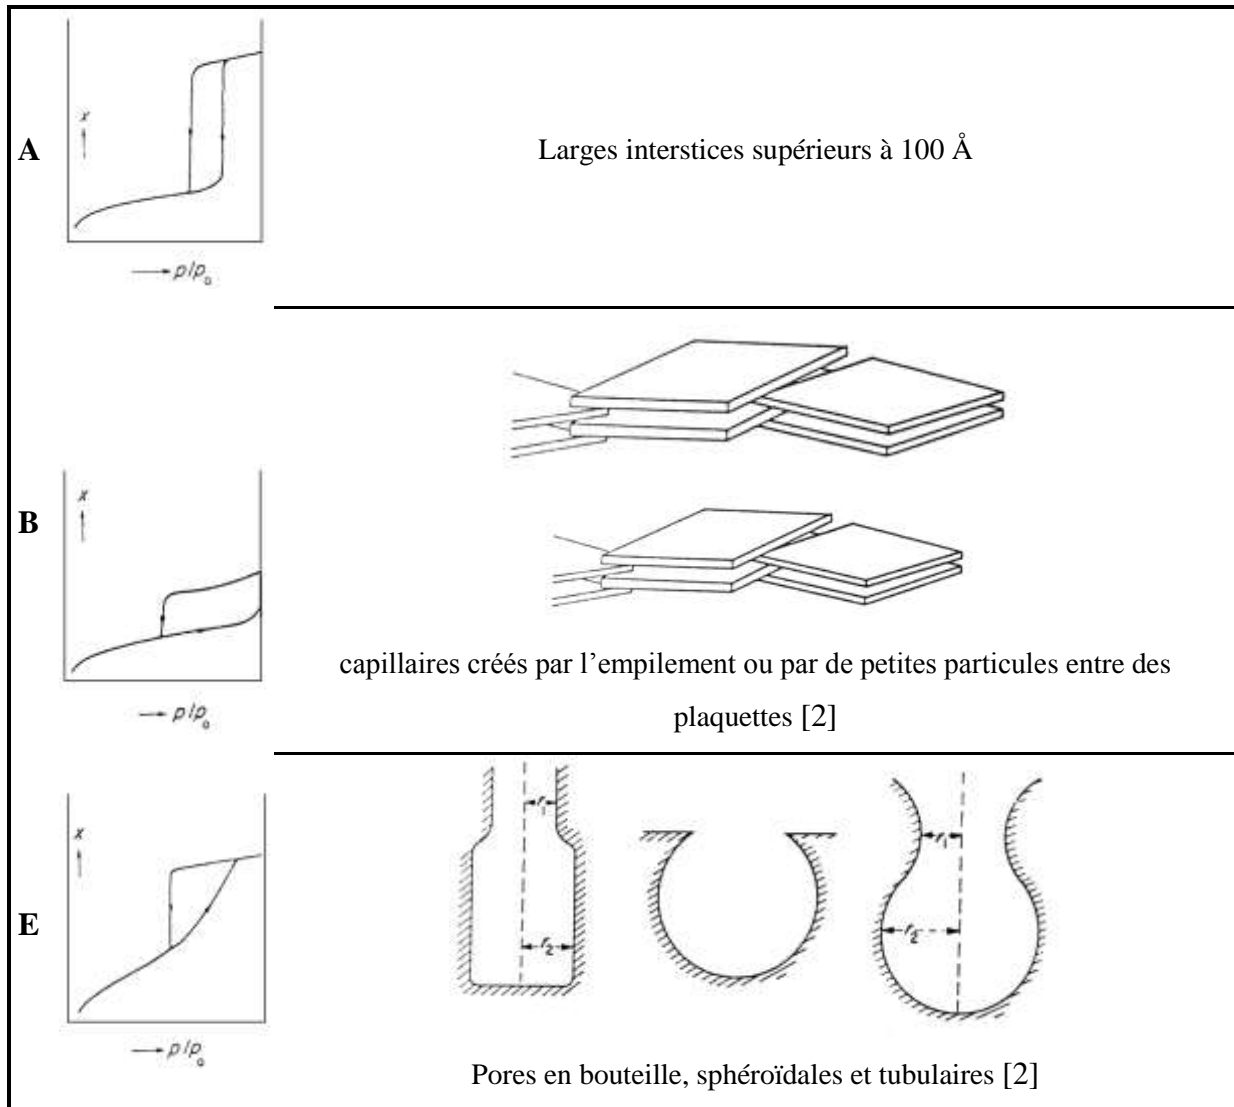 x
A
Larges interstices supérieurs à 100 Å
p/p₀
x
B
capillaires créés par l’empilement ou par de petites particules entre des
plaquettes [2]
p/p₀
x
r₁
r₁
r₂
r₂
E
p/p₀
Pores en bouteille, sphéroïdales et tubulaires [2]